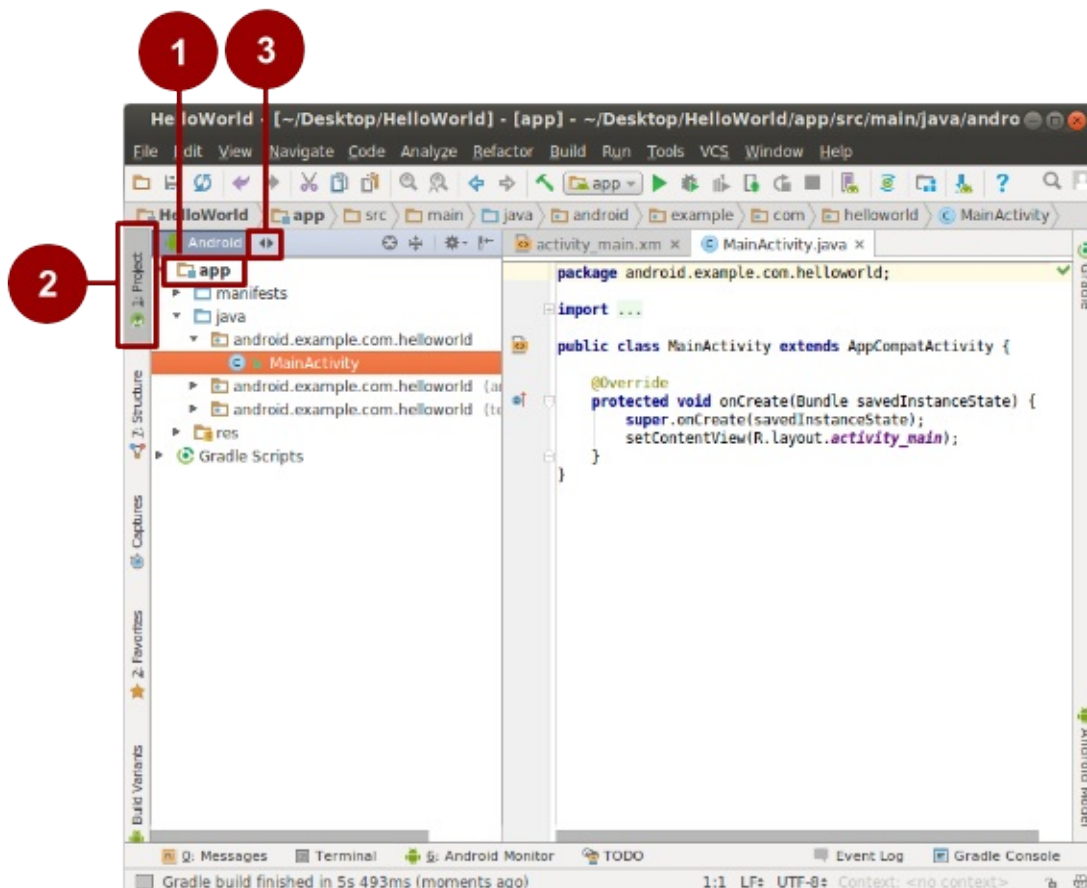 1 3
HelloWorld - [~/Desktop/HelloWorld] - [app] - ~/Desktop/HelloWorld/app/src/main/java/andro
File Edit View Navigate Code Analyze Refactor Build Run Tools VCS Window Help
app
HelloWorld app src main java android example com helloworld MainActivity
Android
activity_main.xm MainActivity.java
2
1: Project
7: Structure
Captures
2: Favorites
Build Variants
app
manifests
java
android.example.com.helloworld
MainActivity
android.example.com.helloworld (a
android.example.com.helloworld (te
res
Gradle Scripts
package android.example.com.helloworld;
import ...
public class MainActivity extends AppCompatActivity {
@Override
protected void onCreate(Bundle savedInstanceState) {
super.onCreate(savedInstanceState);
setContentView(R.layout.activity_main);
}
}
Gradle
Android Model
0: Messages Terminal 6: Android Monitor TODO Event Log Gradle Console
Gradle build finished in 5s 493ms (moments ago) 1:1 LF UTF-8 Context: <no context>